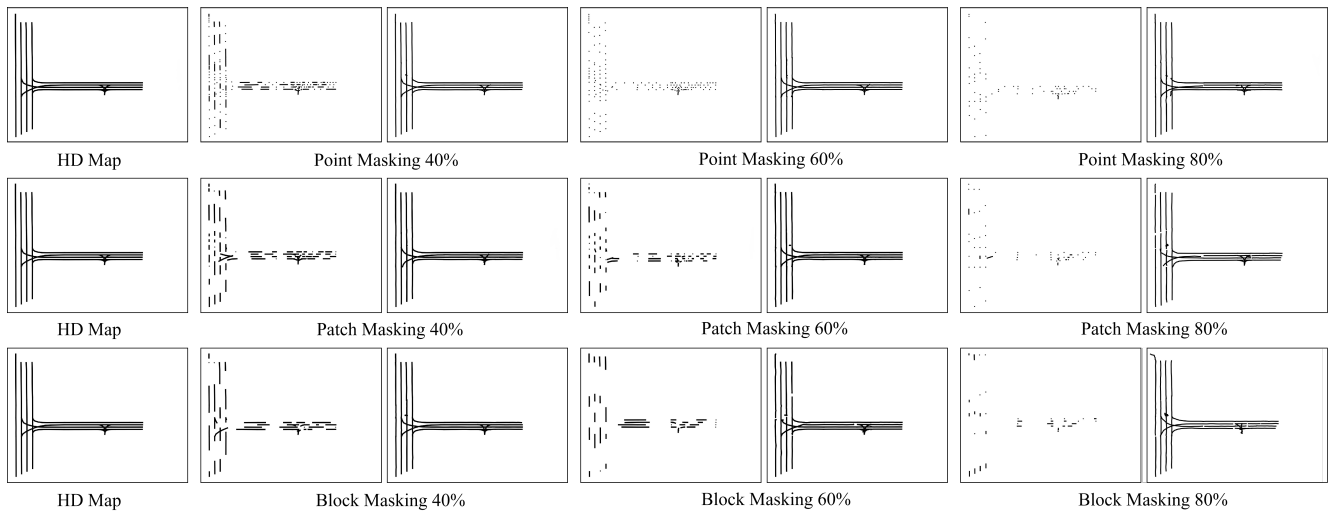 HD Map Point Masking 40% Point Masking 60% Point Masking 80%
HD Map Patch Masking 40% Patch Masking 60% Patch Masking 80%
HD Map Block Masking 40% Block Masking 60% Block Masking 80%